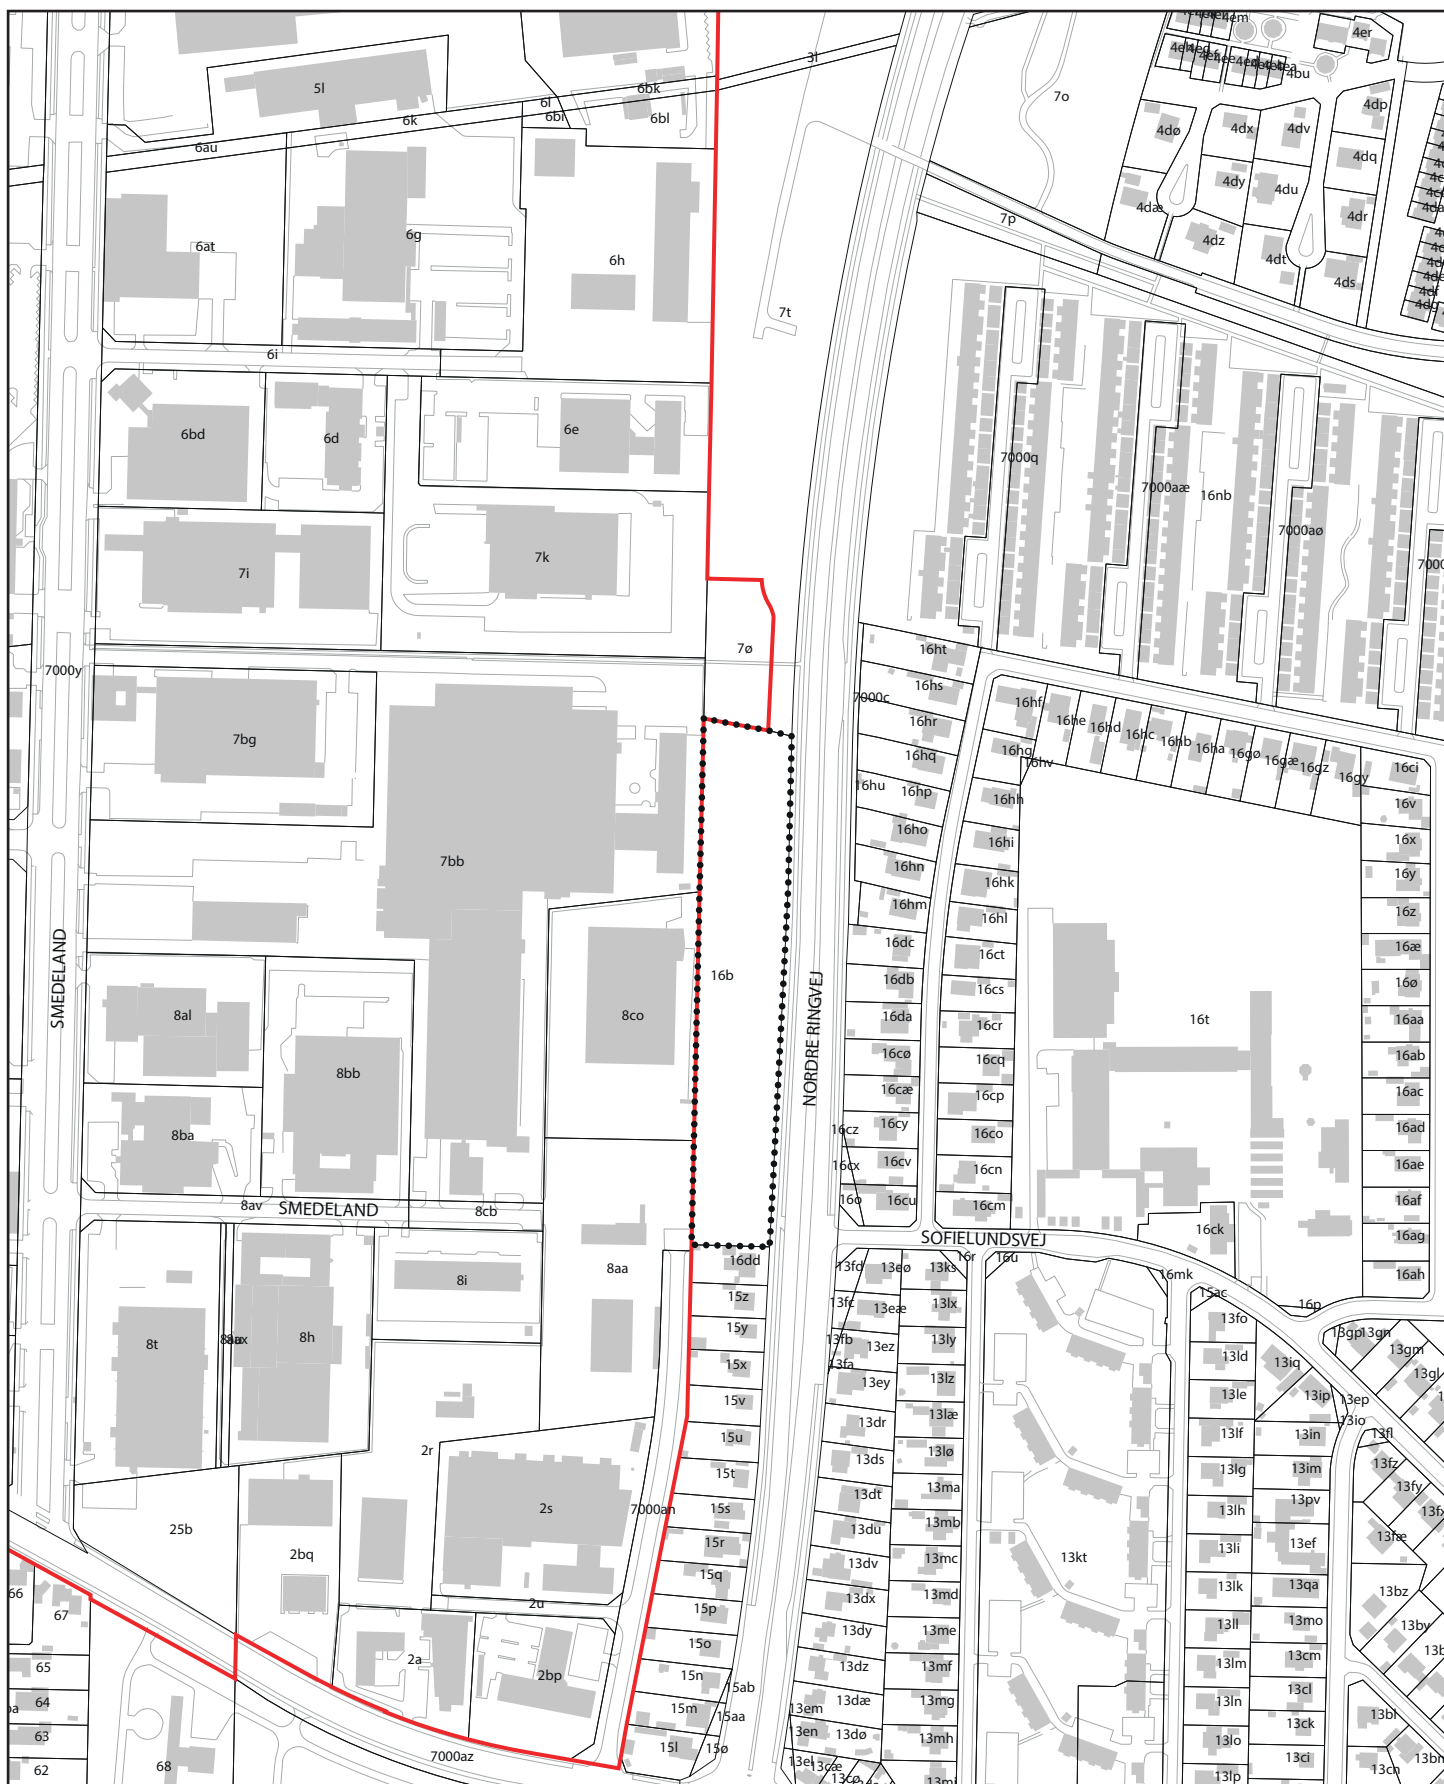 4em
4er
3l
5l
6bk
7o
4bu
4dp
6l
6bi
6bl
6k
6au
4dø
4dx
4dv
4dq
4dy
4du
4dæ
4dr
7p
6g
6at
6h
4dz
4dt
4ds
7t
6i
6bd
6d
6e
7000q
7000aæ
16nb
7000aø
7k
7i
7000
7ø
16ht
7000y
16hs
7000c
16hf
16hr
16he
16hd
16hc
16hb
16ha
16gø
16gæ
16gz
16gy
16ci
7bg
16hq
16hg
16hv
16hu
16hp
16hh
16v
16ho
16hi
16x
7bb
16hn
16hk
16y
16hm
16hl
16z
16dc
16ct
16æ
SMEDELAND
16b
16db
16cs
16ø
NORDRE RINGVEJ
8al
8co
16da
16cr
16t
16aa
16cø
16cq
16ab
8bb
16cæ
16cp
16ac
8ba
16cz
16cy
16co
16ad
16cx
16cv
16cn
16ae
8av
SMEDELAND
8cb
16o
16cu
16cm
16af
16ck
SOFIELUNDSVEJ
16ag
16dd
16r
16u
8aa
13fd
13eø
13ks
16mk
16ah
8i
15z
13fc
13eæ
13lx
15ac
16p
13fo
15y
13fb
13ez
13ly
13gp
13gn
8t
8h
13fa
15x
13ey
13lz
13ld
13iq
13gm
13gl
15v
13læ
13le
13ip
13ep
13dr
13io
15u
13lø
13lf
13in
13fl
2r
13ds
15t
13lg
13im
13fz
13dt
13ma
13fy
2s
7000an
15s
13lh
13pv
25b
13du
13mb
15r
13li
13ef
13fæ
2bq
13dv
13mc
13kt
66
15q
13lk
13qa
13bz
67
2u
13dx
13md
15p
13ll
13mo
13dy
13me
13by
15o
65
2a
2bp
13dz
13mf
13lm
13cm
15n
64
15ab
13dæ
13mg
13ln
13cl
15m
13em
13bl
63
15aa
13en
13dø
13mh
13lo
13ck
15l
15ø
7000az
13el
13cæ
13ci
68
62
13cø
13lp
13cn